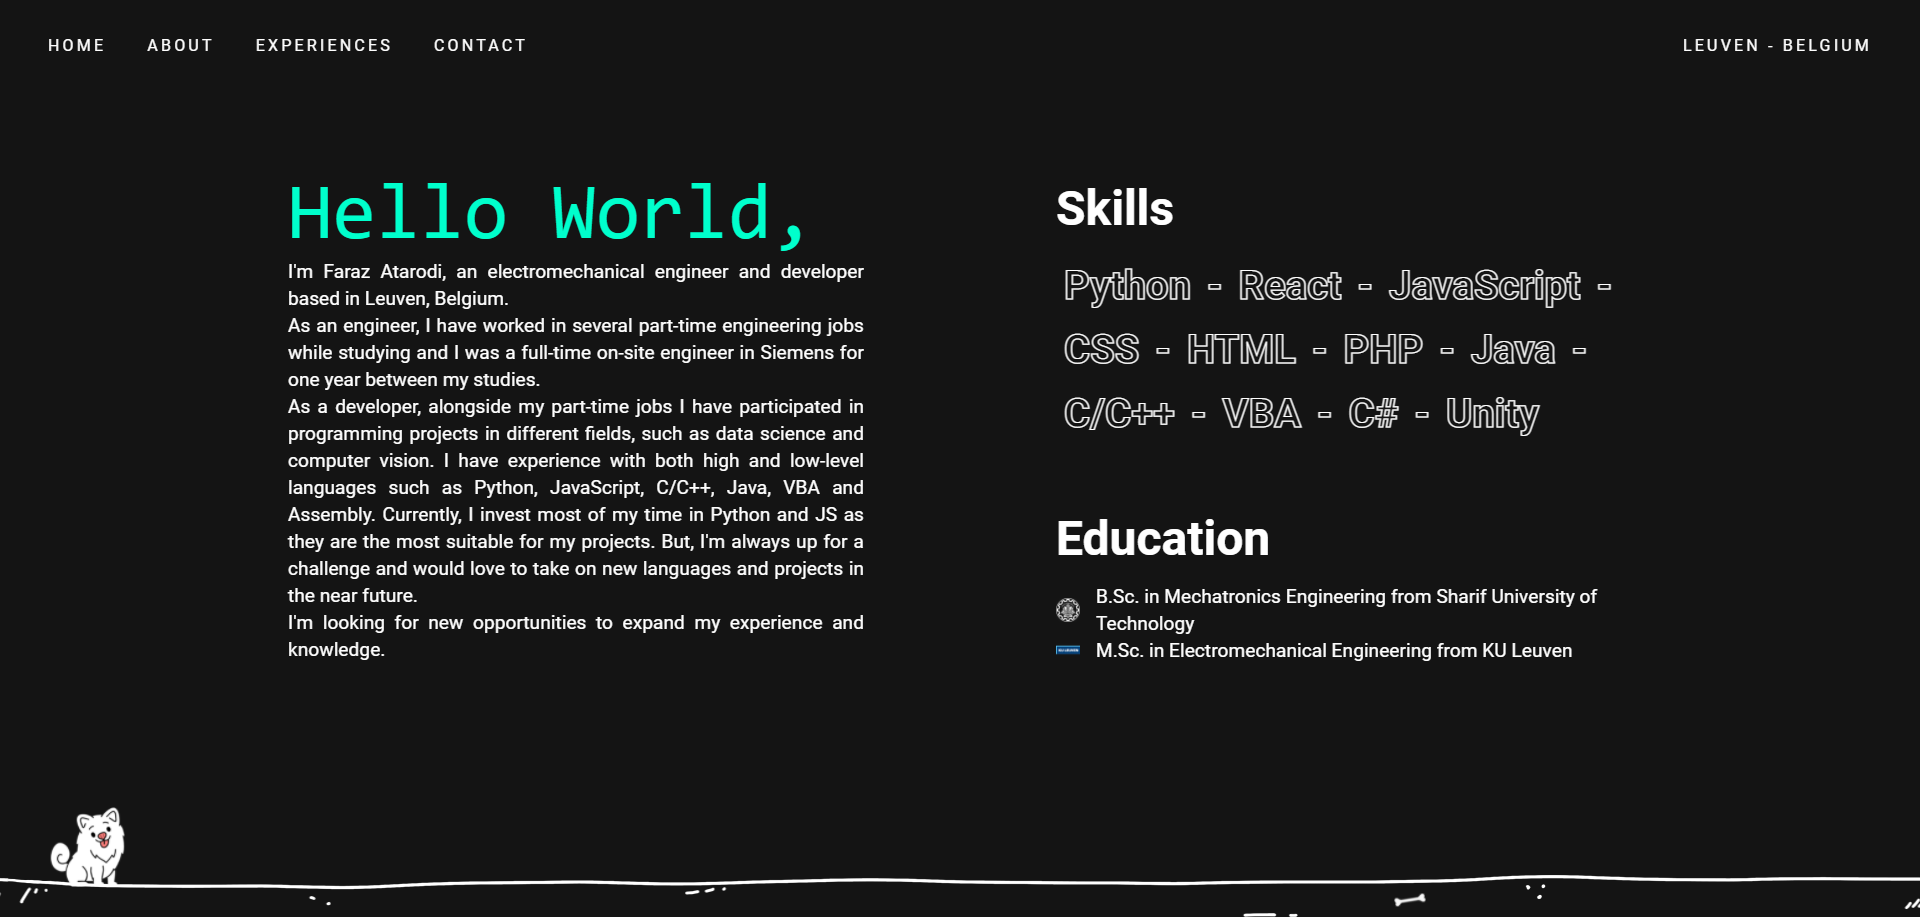 HOME ABOUT EXPERIENCES CONTACT LEUVEN - BELGIUM
Hello World,
I'm Faraz Atarodi, an electromechanical engineer and developer
based in Leuven, Belgium.
As an engineer, I have worked in several part-time engineering jobs
while studying and I was a full-time on-site engineer in Siemens for
one year between my studies.
As a developer, alongside my part-time jobs I have participated in
programming projects in different fields, such as data science and
computer vision. I have experience with both high and low-level
languages such as Python, JavaScript, C/C++, Java, VBA and
Assembly. Currently, I invest most of my time in Python and JS as
they are the most suitable for my projects. But, I'm always up for a
challenge and would love to take on new languages and projects in
the near future.
I'm looking for new opportunities to expand my experience and
knowledge.
Skills
Python - React - JavaScript -
CSS - HTML - PHP - Java -
C/C++ - VBA - C# - Unity
Education
B.Sc. in Mechatronics Engineering from Sharif University of
Technology
KU LEUVEN
M.Sc. in Electromechanical Engineering from KU Leuven